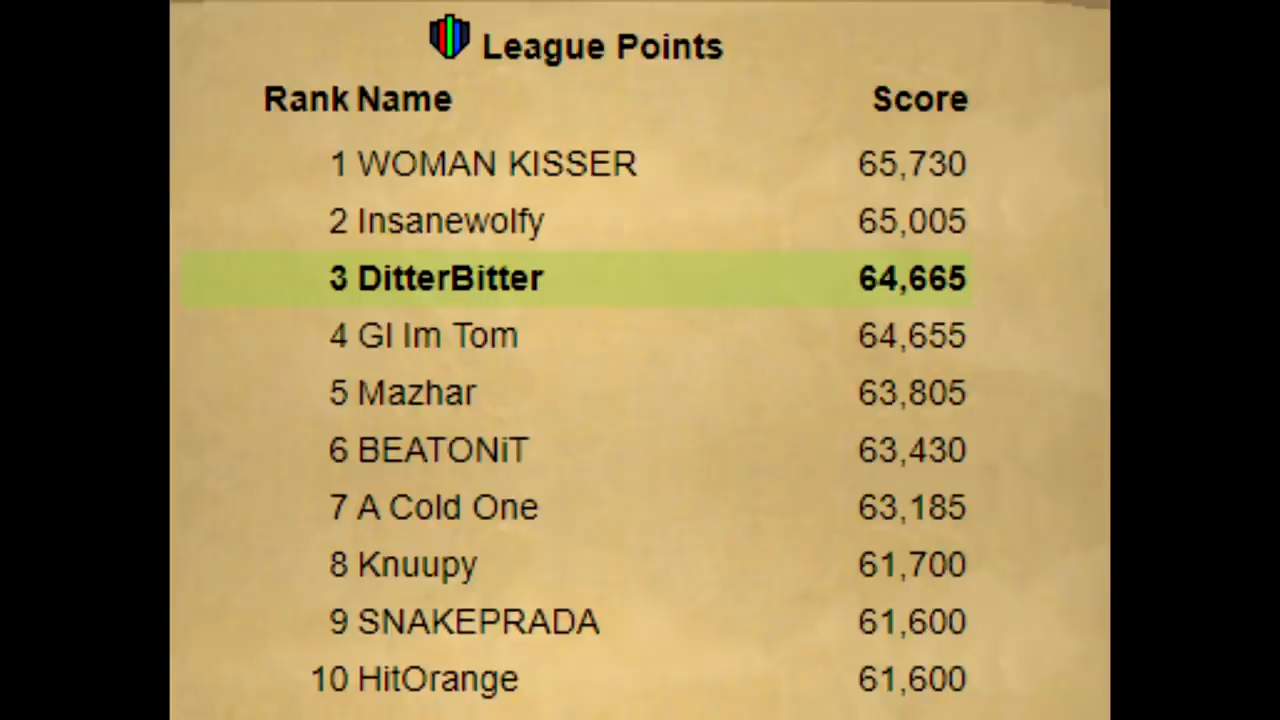 League Points
Rank Name Score
1 WOMAN KISSER 65,730
2 Insanewolfy 65,005
3 DitterBitter 64,665
4 Gl Im Tom 64,655
5 Mazhar 63,805
6 BEATONiT 63,430
7 A Cold One 63,185
8 Knuupy 61,700
9 SNAKEPRADA 61,600
10 HitOrange 61,600